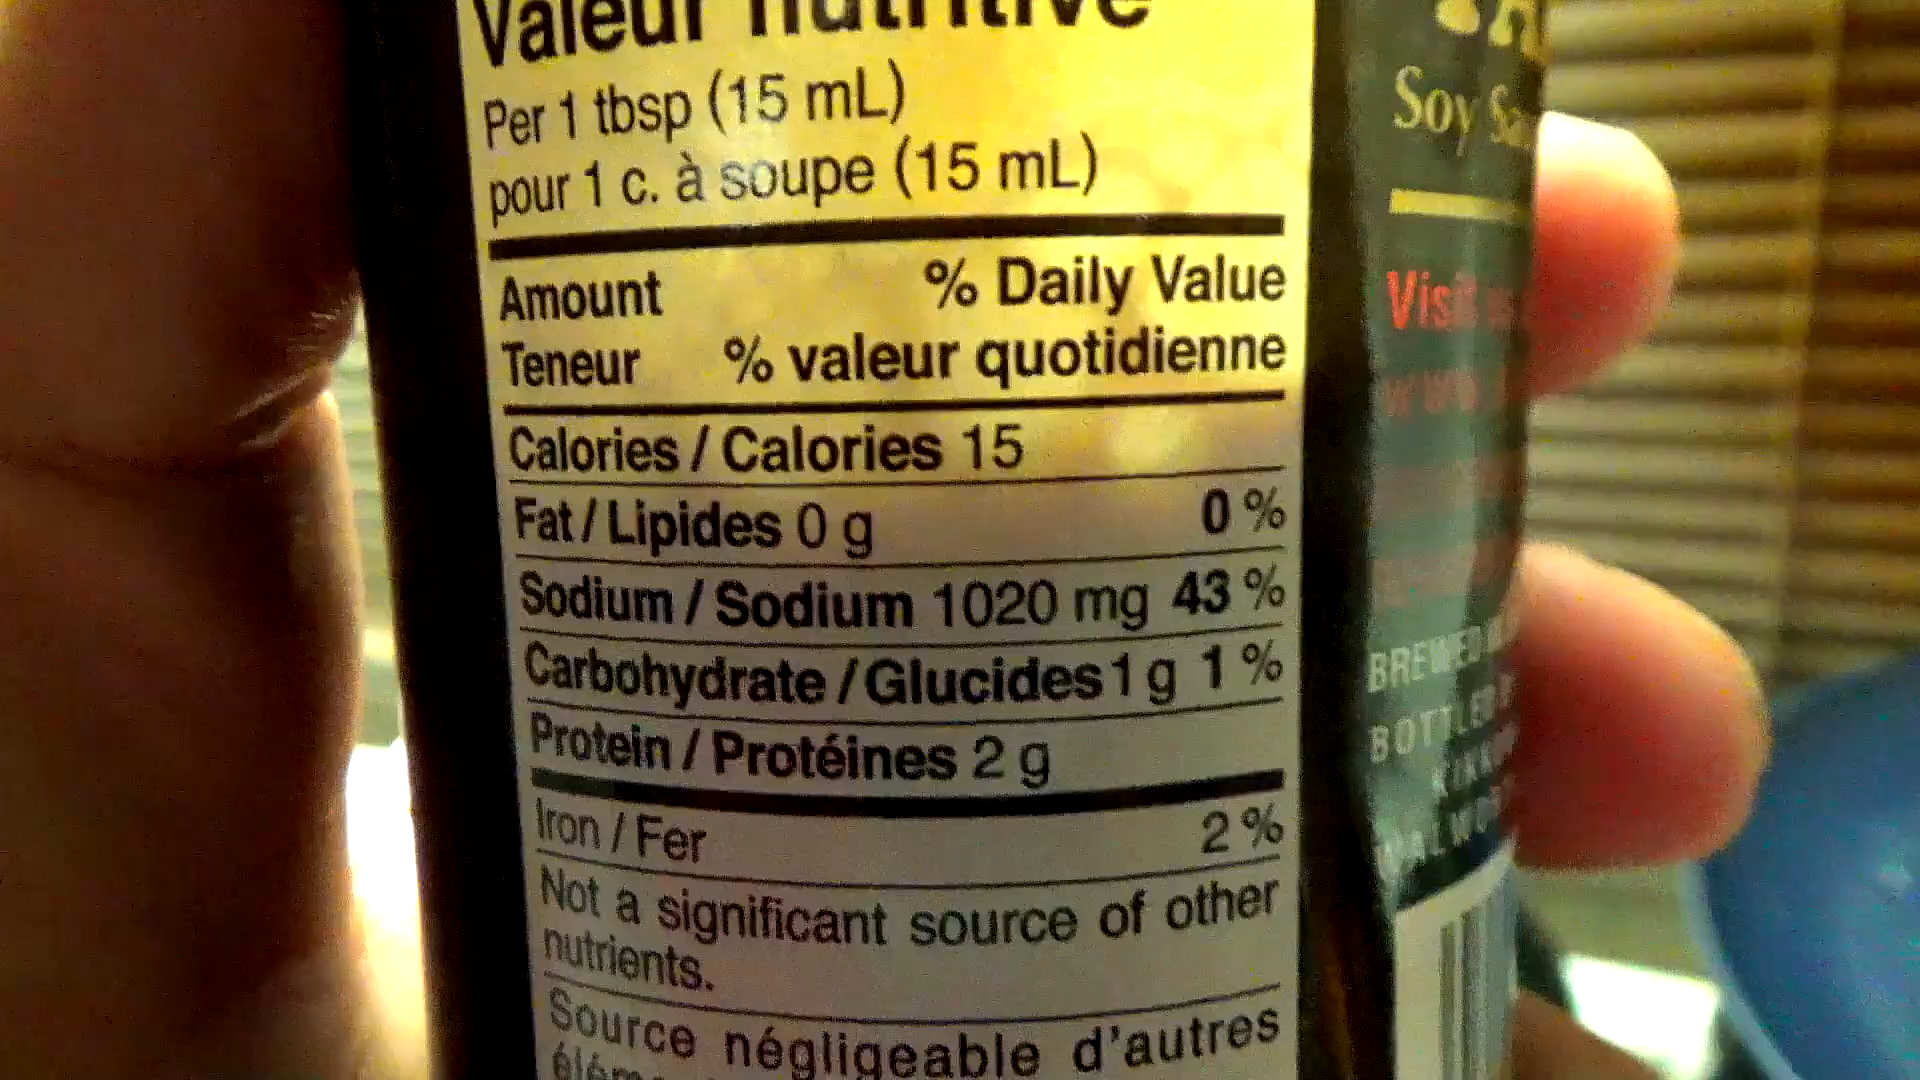 Valeur nutritive
Per 1 tbsp (15 mL)
pour 1 c. à soupe (15 mL)
Amount % Daily Value
Teneur % valeur quotidienne
Calories / Calories 15
Fat / Lipides 0 g 0 %
Sodium / Sodium 1020 mg 43 %
Carbohydrate / Glucides 1 g 1 %
Protein / Protéines 2 g
Iron / Fer 2 %
Not a significant source of other
nutrients.
Source négligeable d'autres
Soy
Visit
BREWED
BOTTLED